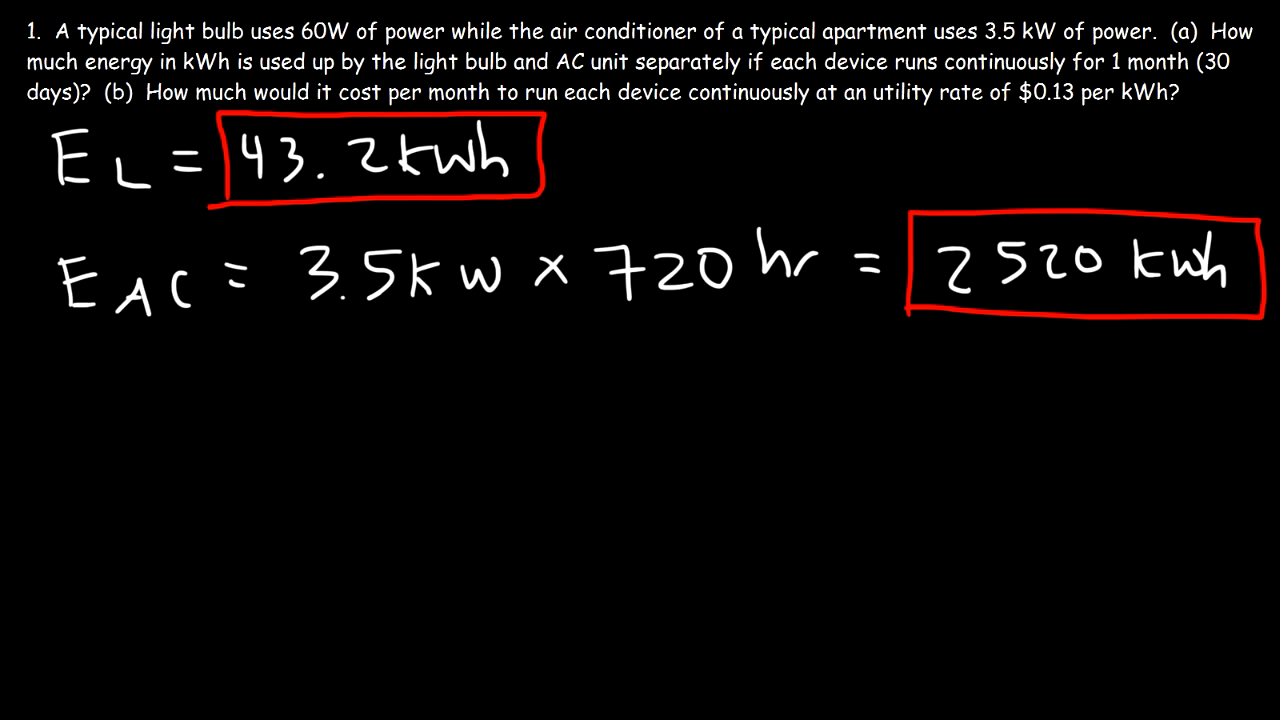 1. A typical light bulb uses 60W of power while the air conditioner of a typical apartment uses 3.5 kW of power. (a) How
much energy in kWh is used up by the light bulb and AC unit separately if each device runs continuously for 1 month (30
days)? (b) How much would it cost per month to run each device continuously at an utility rate of $0.13 per kWh?
EL = 43.2kWh
EAC = 3.5kW × 720 hr = 2520 kWh